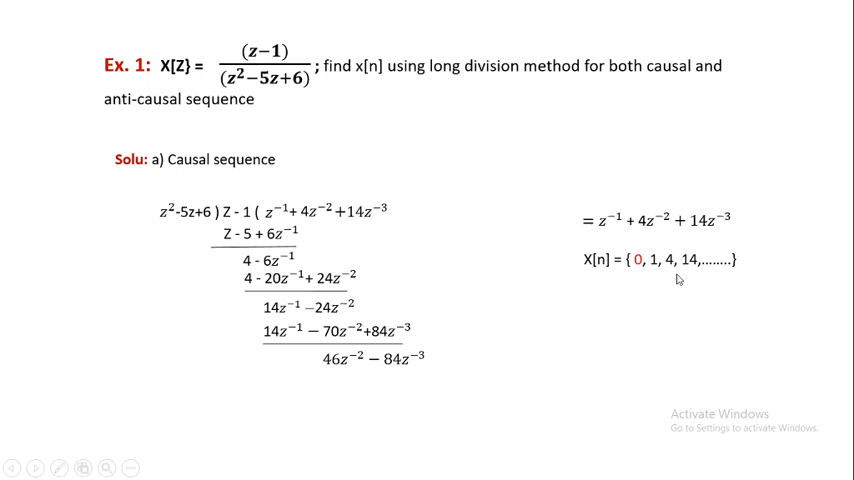 Ex. 1: X[Z} = (z−1) / (z²−5z+6) ; find x[n] using long division method for both causal and
anti-causal sequence
Solu: a) Causal sequence
z²-5z+6 ) Z - 1 ( z⁻¹+ 4z⁻²+14z⁻³
Z - 5 + 6z⁻¹
4 - 6z⁻¹
4 - 20z⁻¹+ 24z⁻²
14z⁻¹ −24z⁻²
14z⁻¹ − 70z⁻²+84z⁻³
46z⁻² − 84z⁻³
= z⁻¹ + 4z⁻² + 14z⁻³
X[n] = { 0, 1, 4, 14,........}
Activate Windows
Go to Settings to activate Windows.